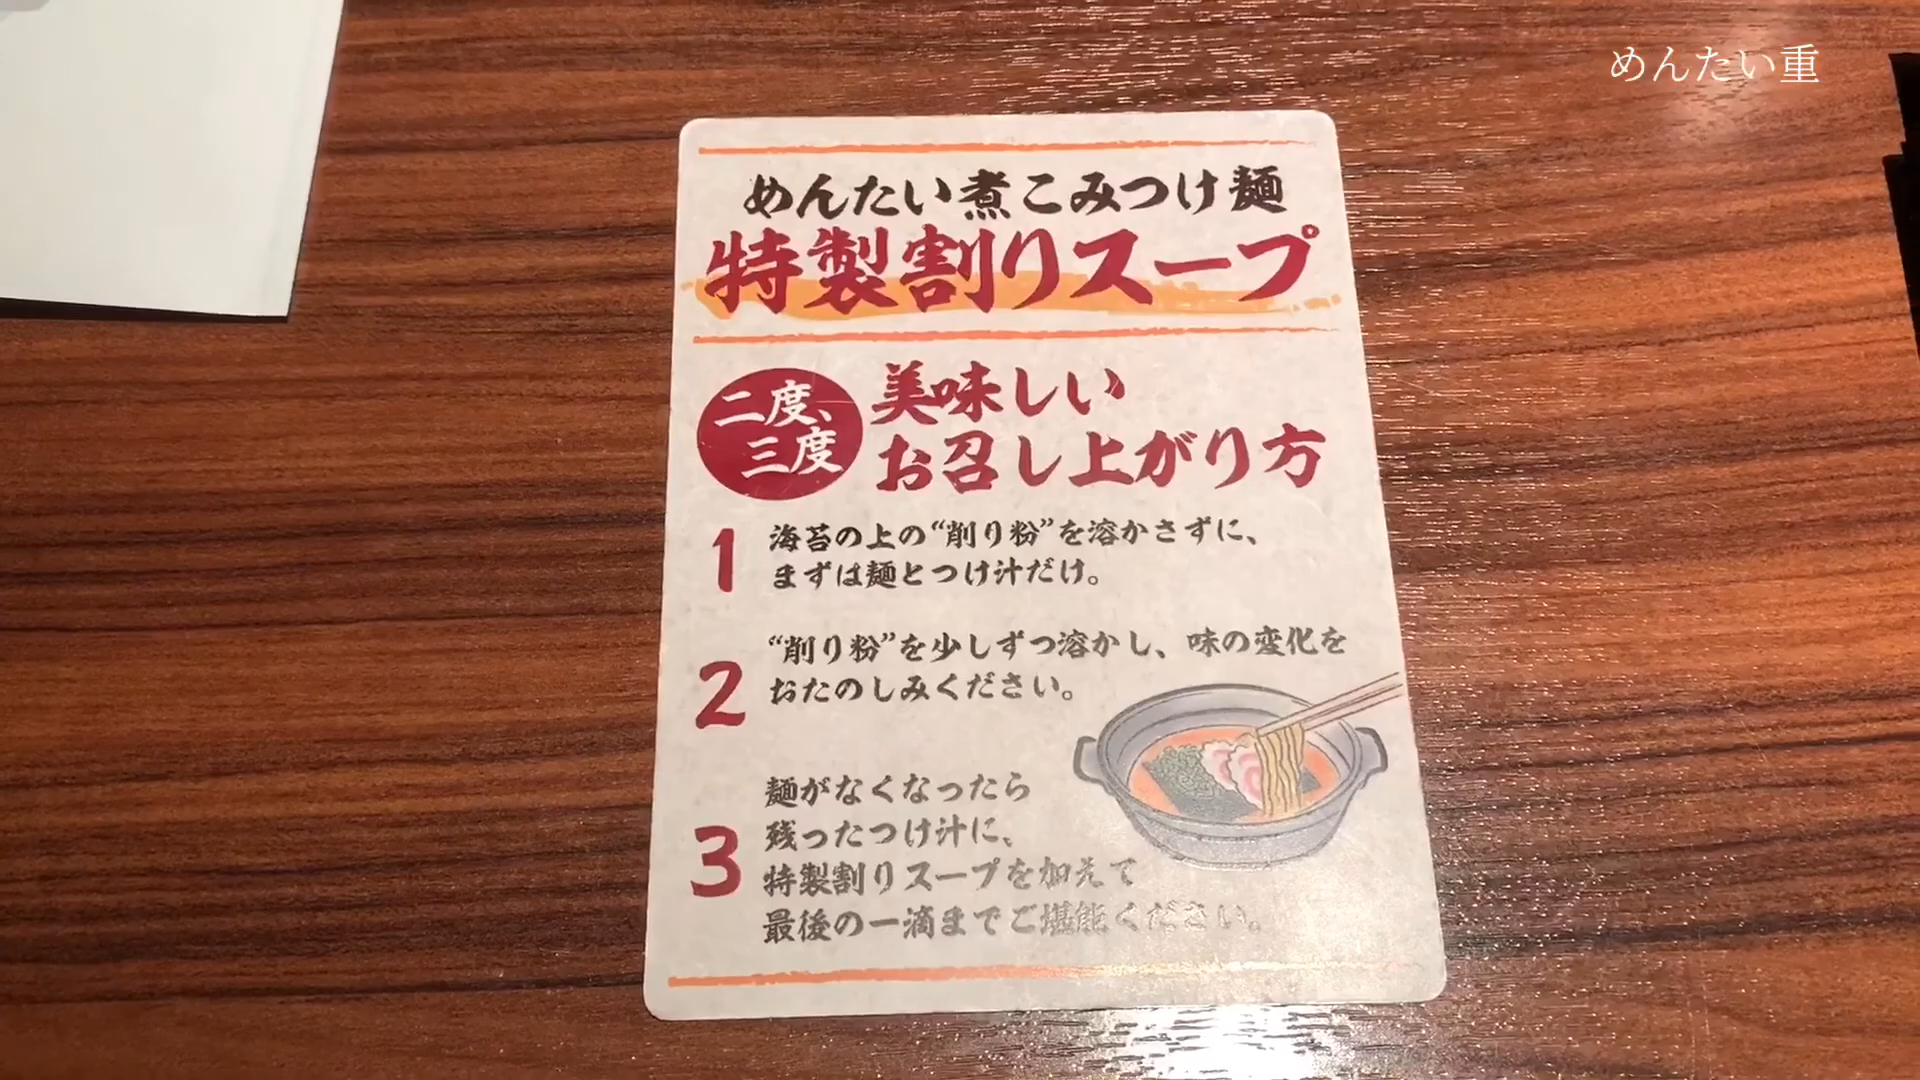 めんたい重
めんたい煮こみつけ麺
特製割りスープ
二度、
三度
美味しい
お召し上がり方
1
海苔の上の“削り粉”を溶かさずに、
まずは麺とつけ汁だけ。
2
“削り粉”を少しずつ溶かし、味の変化を
おたのしみください。
3
麺がなくなったら
残ったつけ汁に、
特製割りスープを加えて
最後の一滴までご堪能ください。